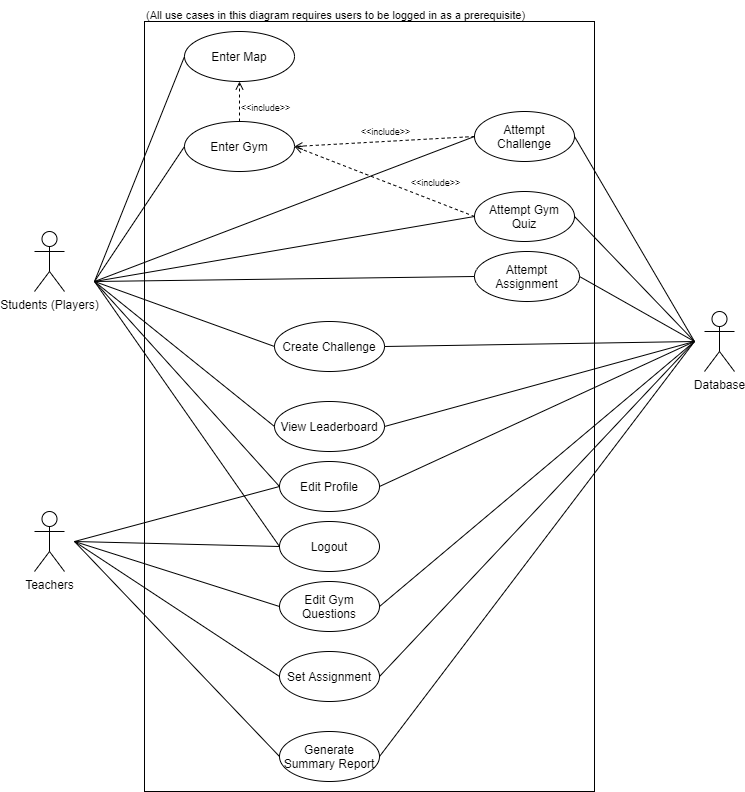 (All use cases in this diagram requires users to be logged in as a prerequisite)
Enter Map
<<include>>
Enter Gym
<<include>>
Attempt
Challenge
<<include>>
Attempt Gym
Quiz
Attempt
Assignment
Students (Players)
Create Challenge
Database
View Leaderboard
Edit Profile
Logout
Teachers
Edit Gym
Questions
Set Assignment
Generate
Summary Report